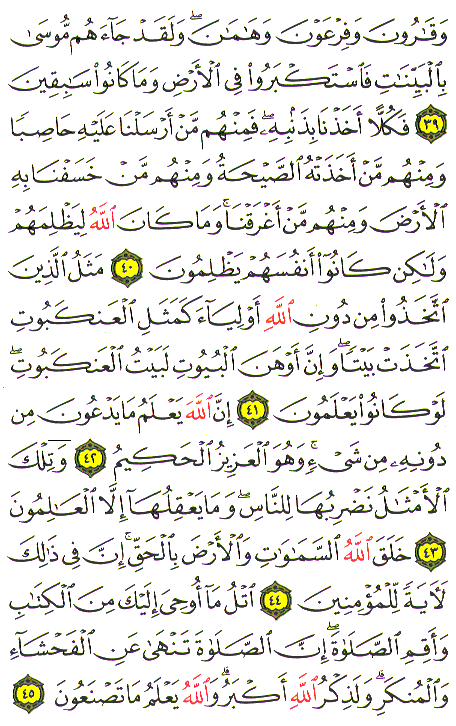 وَقَٰرُونَ وَفِرْعَوْنَ وَهَٰمَٰنَ ۖ وَلَقَدْ جَآءَهُم مُّوسَىٰ
بِٱلْبَيِّنَٰتِ فَٱسْتَكْبَرُوا۟ فِى ٱلْأَرْضِ وَمَا كَانُوا۟ سَٰبِقِينَ
٣٩ فَكُلًّا أَخَذْنَا بِذَنۢبِهِۦ ۖ فَمِنْهُم مَّنْ أَرْسَلْنَا عَلَيْهِ حَاصِبًا
وَمِنْهُم مَّنْ أَخَذَتْهُ ٱلصَّيْحَةُ وَمِنْهُم مَّنْ خَسَفْنَا بِهِ
ٱلْأَرْضَ وَمِنْهُم مَّنْ أَغْرَقْنَا ۚ وَمَا كَانَ ٱللَّهُ لِيَظْلِمَهُمْ
وَلَٰكِن كَانُوٓا۟ أَنفُسَهُمْ يَظْلِمُونَ ٤٠ مَثَلُ ٱلَّذِينَ
ٱتَّخَذُوا۟ مِن دُونِ ٱللَّهِ أَوْلِيَآءَ كَمَثَلِ ٱلْعَنكَبُوتِ
ٱتَّخَذَتْ بَيْتًا ۖ وَإِنَّ أَوْهَنَ ٱلْبُيُوتِ لَبَيْتُ ٱلْعَنكَبُوتِ ۖ
لَوْ كَانُوا۟ يَعْلَمُونَ ٤١ إِنَّ ٱللَّهَ يَعْلَمُ مَا يَدْعُونَ مِن
دُونِهِۦ مِن شَىْءٍ ۚ وَهُوَ ٱلْعَزِيزُ ٱلْحَكِيمُ ٤٢ وَتِلْكَ
ٱلْأَمْثَٰلُ نَضْرِبُهَا لِلنَّاسِ ۖ وَمَا يَعْقِلُهَآ إِلَّا ٱلْعَٰلِمُونَ
٤٣ خَلَقَ ٱللَّهُ ٱلسَّمَٰوَٰتِ وَٱلْأَرْضَ بِٱلْحَقِّ ۚ إِنَّ فِى ذَٰلِكَ
لَءَايَةً لِّلْمُؤْمِنِينَ ٤٤ ٱتْلُ مَآ أُوحِىَ إِلَيْكَ مِنَ ٱلْكِتَٰبِ
وَأَقِمِ ٱلصَّلَوٰةَ ۖ إِنَّ ٱلصَّلَوٰةَ تَنْهَىٰ عَنِ ٱلْفَحْشَآءِ
وَٱلْمُنكَرِ ۗ وَلَذِكْرُ ٱللَّهِ أَكْبَرُ ۗ وَٱللَّهُ يَعْلَمُ مَا تَصْنَعُونَ ٤٥